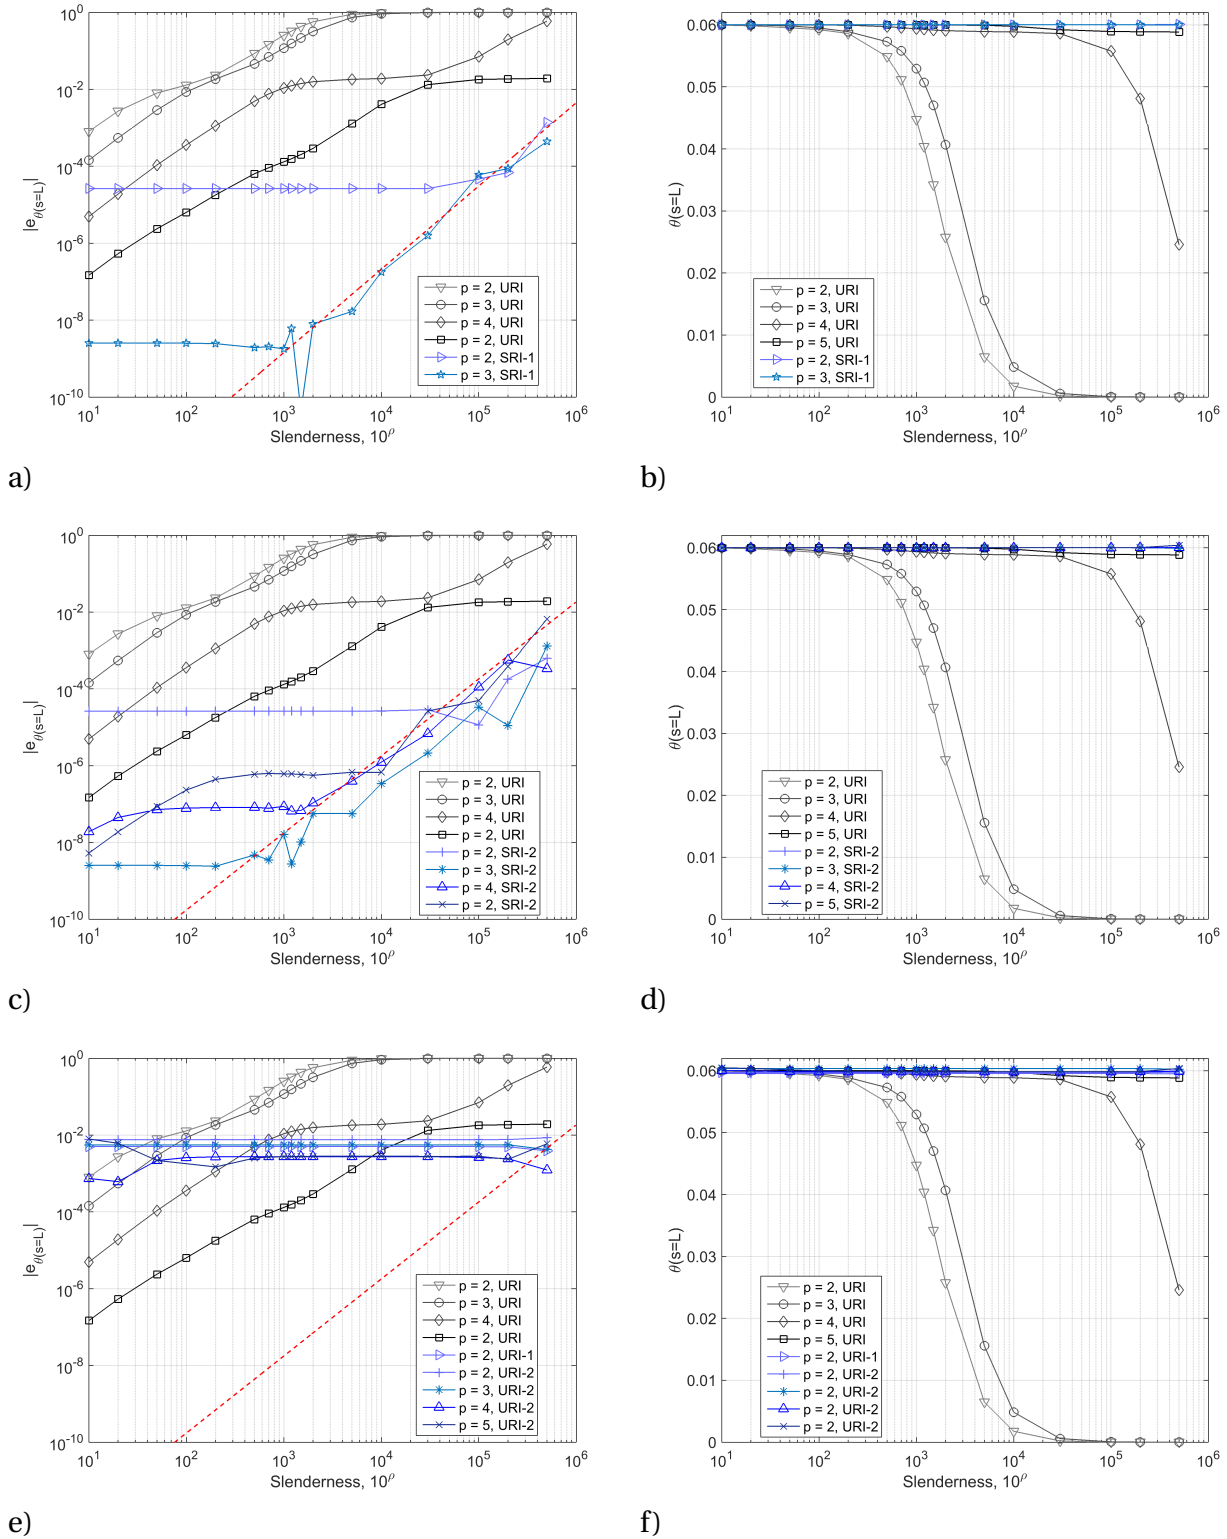 10^0
10^-2
10^-4
10^-6
10^-8
10^-10
|e_θ(s=L)|
p = 2, URI
p = 3, URI
p = 4, URI
p = 2, URI
p = 2, SRI-1
p = 3, SRI-1
10^1 10^2 10^3 10^4 10^5 10^6
Slenderness, 10^ρ
a)
0.06
0.05
0.04
0.03
0.02
0.01
0
θ(s=L)
p = 2, URI
p = 3, URI
p = 4, URI
p = 5, URI
p = 2, SRI-1
p = 3, SRI-1
10^1 10^2 10^3 10^4 10^5 10^6
Slenderness, 10^ρ
b)
10^0
10^-2
10^-4
10^-6
10^-8
10^-10
|e_θ(s=L)|
p = 2, URI
p = 3, URI
p = 4, URI
p = 2, URI
p = 2, SRI-2
p = 3, SRI-2
p = 4, SRI-2
p = 2, SRI-2
10^1 10^2 10^3 10^4 10^5 10^6
Slenderness, 10^ρ
c)
0.06
0.05
0.04
0.03
0.02
0.01
0
θ(s=L)
p = 2, URI
p = 3, URI
p = 4, URI
p = 5, URI
p = 2, SRI-2
p = 3, SRI-2
p = 4, SRI-2
p = 5, SRI-2
10^1 10^2 10^3 10^4 10^5 10^6
Slenderness, 10^ρ
d)
10^0
10^-2
10^-4
10^-6
10^-8
10^-10
|e_θ(s=L)|
p = 2, URI
p = 3, URI
p = 4, URI
p = 2, URI
p = 2, URI-1
p = 2, URI-2
p = 3, URI-2
p = 4, URI-2
p = 5, URI-2
10^1 10^2 10^3 10^4 10^5 10^6
Slenderness, 10^ρ
e)
0.06
0.05
0.04
0.03
0.02
0.01
0
θ(s=L)
p = 2, URI
p = 3, URI
p = 4, URI
p = 5, URI
p = 2, URI-1
p = 2, URI-2
p = 2, URI-2
p = 2, URI-2
p = 2, URI-2
10^1 10^2 10^3 10^4 10^5 10^6
Slenderness, 10^ρ
f)